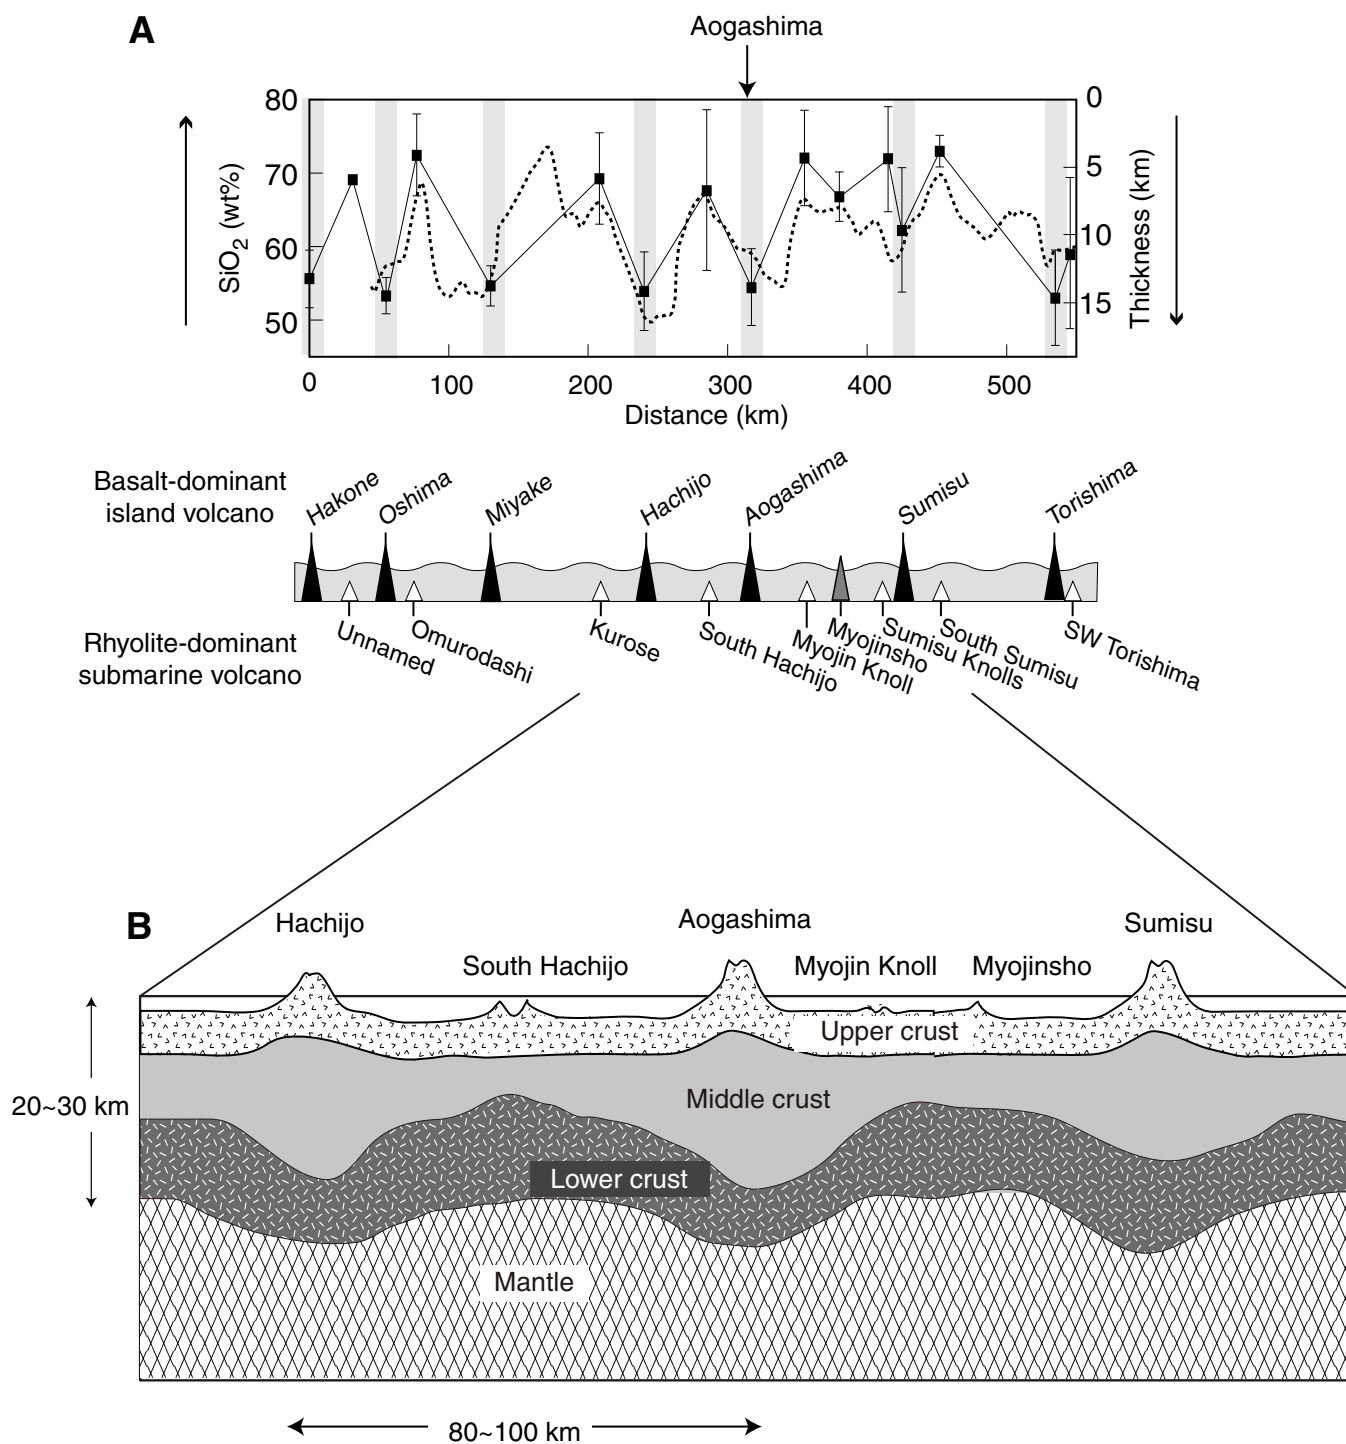 A
Aogashima
80
70
60
50
SiO2 (wt%)
0
5
10
15
Thickness (km)
0
100
200
300
400
500
Distance (km)
Basalt-dominant
island volcano
Hakone
Oshima
Miyake
Hachijo
Aogashima
Sumisu
Torishima
Rhyolite-dominant
submarine volcano
Unnamed
Omurodashi
Kurose
South Hachijo
Myojin Knoll
Myojinsho
Sumisu Knolls
South Sumisu
SW Torishima
B
Hachijo
Aogashima
Sumisu
South Hachijo
Myojin Knoll
Myojinsho
Upper crust
Middle crust
20~30 km
Lower crust
Mantle
80~100 km